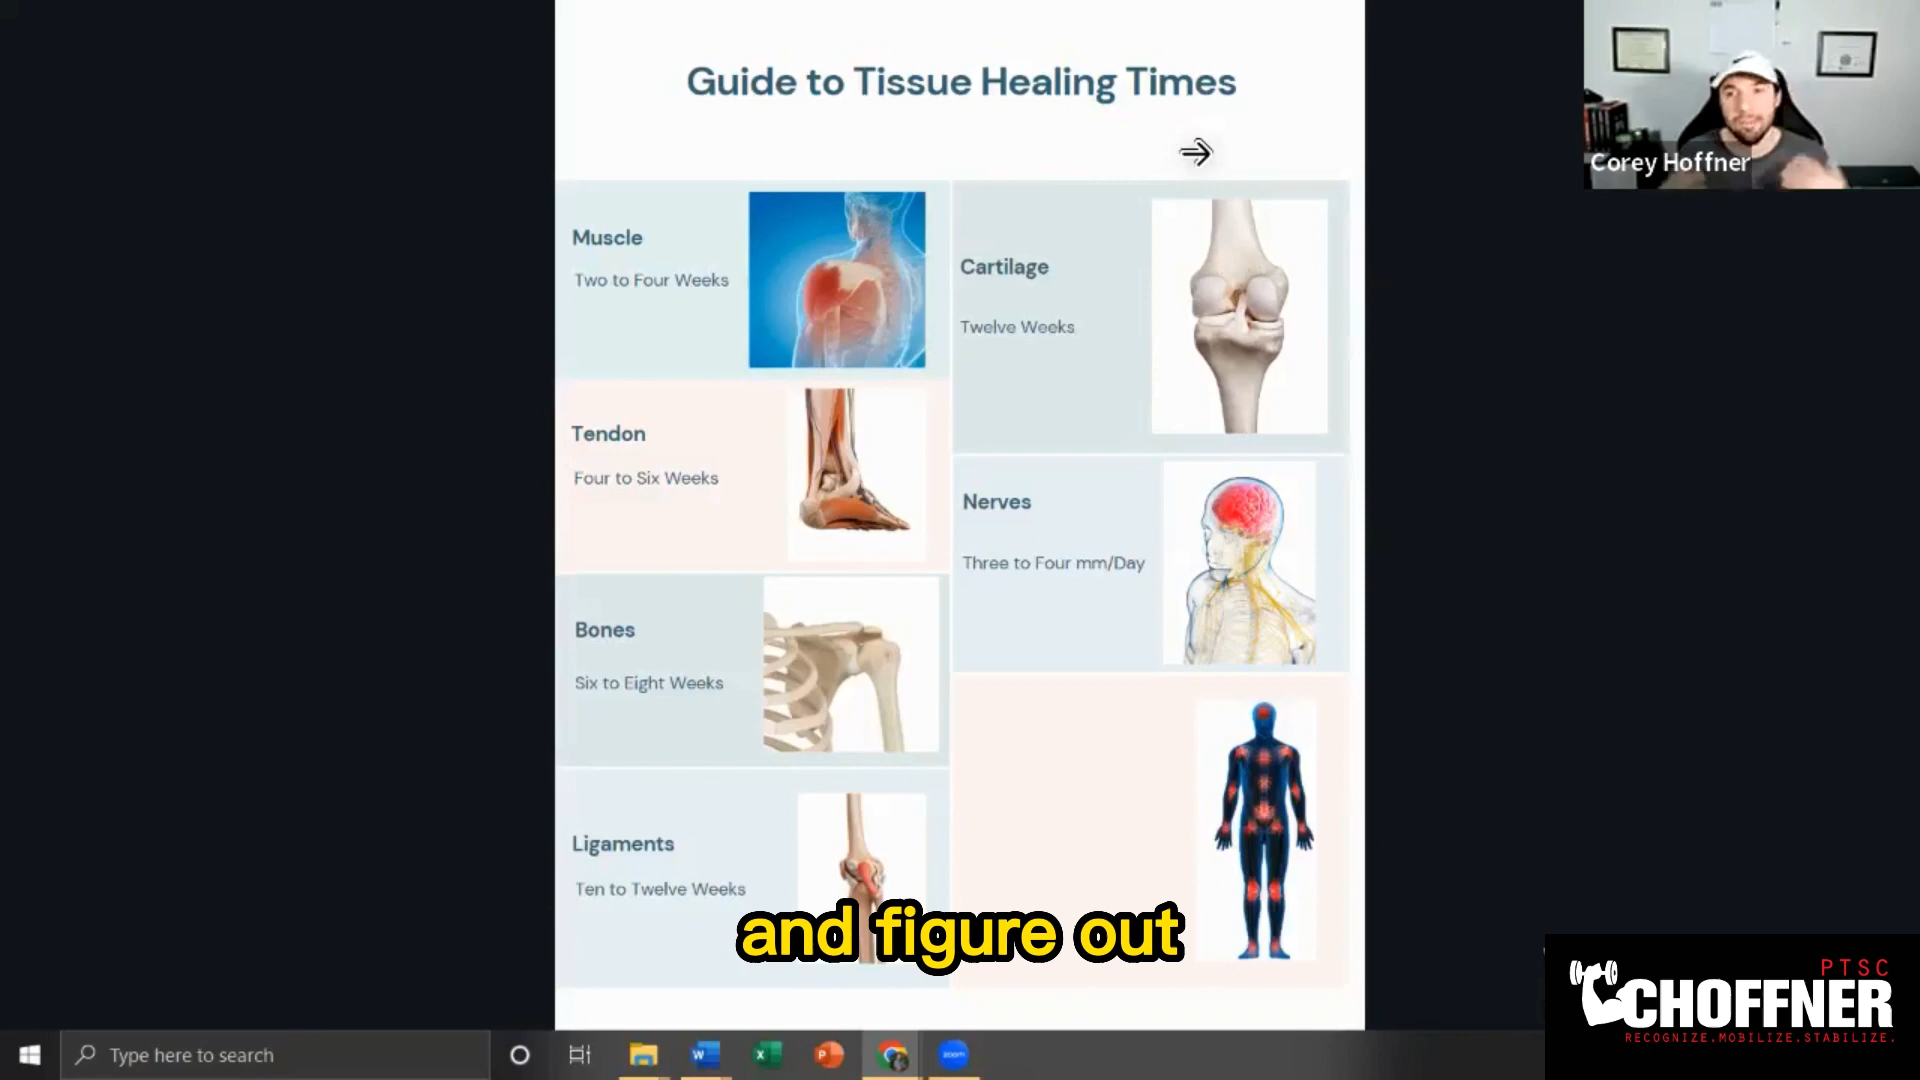 Guide to Tissue Healing Times
Muscle
Two to Four Weeks
Tendon
Four to Six Weeks
Bones
Six to Eight Weeks
Ligaments
Ten to Twelve Weeks
Cartilage
Twelve Weeks
Nerves
Three to Four mm/Day
and figure out
Corey Hoffner
PTSC
CHOFFNER
RECOGNIZE.MOBILIZE.STABILIZE.
Type here to search
W
X
P
zoom